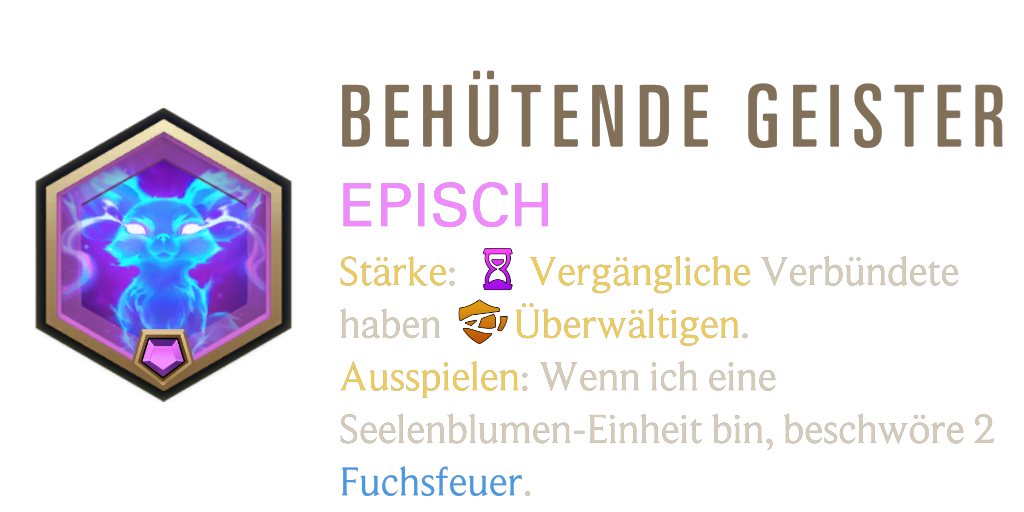 BEHÜTENDE GEISTER
EPISCH
Stärke: Vergängliche Verbündete
haben Überwältigen.
Ausspielen: Wenn ich eine
Seelenblumen-Einheit bin, beschwöre 2
Fuchsfeuer.